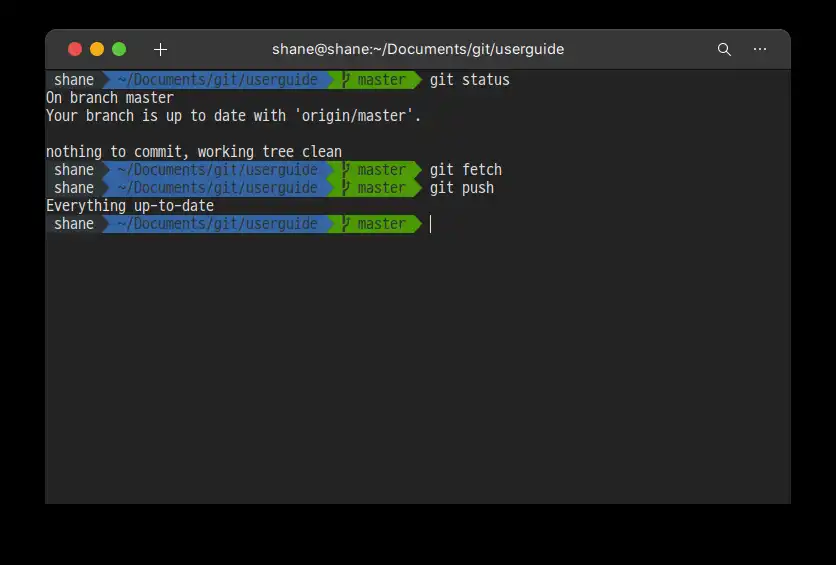 shane@shane:~/Documents/git/userguide
shane ~/Documents/git/userguide master git status
On branch master
Your branch is up to date with 'origin/master'.
nothing to commit, working tree clean
shane ~/Documents/git/userguide master git fetch
shane ~/Documents/git/userguide master git push
Everything up-to-date
shane ~/Documents/git/userguide master